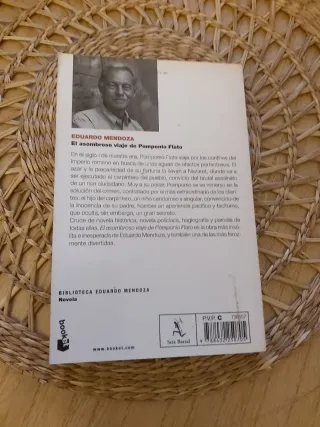 EDUARDO MENDOZA
El asombroso viaje de Pomponio Flato
En el siglo I de nuestra era, Pomponio Flato viaja por los confines del
Imperio romano en busca de unas aguas de efectos portentosos. El
azar y la precariedad de su fortuna lo llevan a Nazaret, donde va a
ser ejecutado el carpintero del pueblo, convicto del brutal asesinato
de un rico ciudadano. Muy a su pesar, Pomponio se ve inmerso en la
solución del crimen, contratado por el más extraordinario de los clien-
tes: el hijo del carpintero, un niño candoroso y singular, convencido
de la inocencia de su padre, hombre en apariencia pacífico y taciturno,
que oculta, sin embargo, un gran secreto.
Cruce de novela histórica, novela policíaca, hagiografía y parodia de
todas ellas, El asombroso viaje de Pomponio Flato es la obra más insó-
lita e inesperada de Eduardo Mendoza, y también una de las más franca-
mente divertidas.
BIBLIOTECA EDUARDO MENDOZA
Novela
booket
www.booket.com
Seix Barral
PVP C